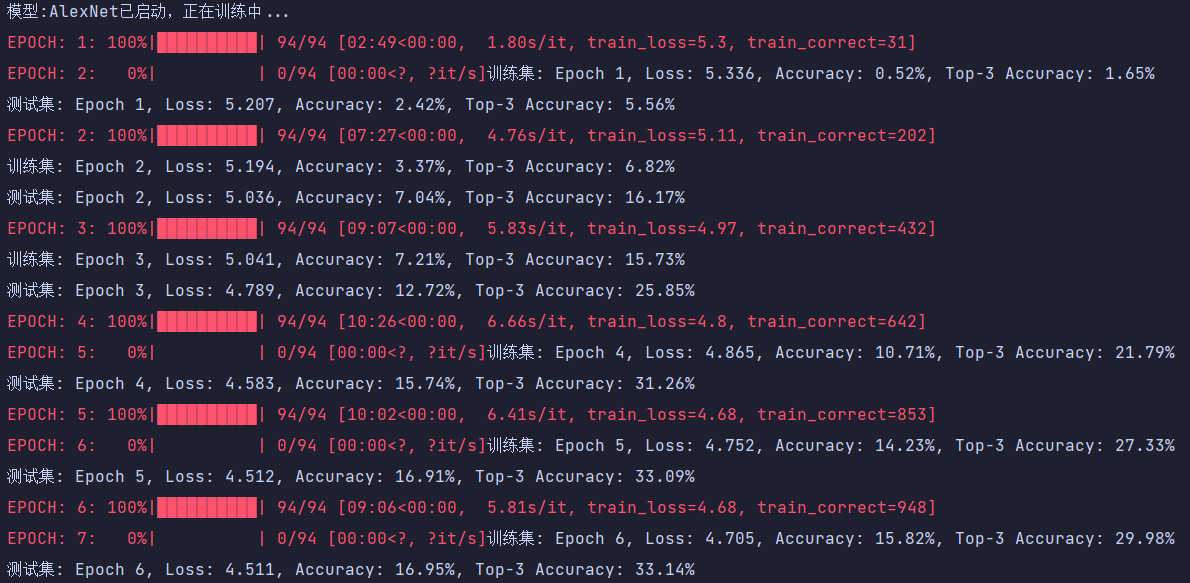 模型:AlexNet已启动，正在训练中...
EPOCH: 1: 100%|██████████| 94/94 [02:49<00:00,  1.80s/it, train_loss=5.3, train_correct=31]
EPOCH: 2:   0%|          | 0/94 [00:00<?, ?it/s]训练集: Epoch 1, Loss: 5.336, Accuracy: 0.52%, Top-3 Accuracy: 1.65%
测试集: Epoch 1, Loss: 5.207, Accuracy: 2.42%, Top-3 Accuracy: 5.56%
EPOCH: 2: 100%|██████████| 94/94 [07:27<00:00,  4.76s/it, train_loss=5.11, train_correct=202]
训练集: Epoch 2, Loss: 5.194, Accuracy: 3.37%, Top-3 Accuracy: 6.82%
测试集: Epoch 2, Loss: 5.036, Accuracy: 7.04%, Top-3 Accuracy: 16.17%
EPOCH: 3: 100%|██████████| 94/94 [09:07<00:00,  5.83s/it, train_loss=4.97, train_correct=432]
训练集: Epoch 3, Loss: 5.041, Accuracy: 7.21%, Top-3 Accuracy: 15.73%
测试集: Epoch 3, Loss: 4.789, Accuracy: 12.72%, Top-3 Accuracy: 25.85%
EPOCH: 4: 100%|██████████| 94/94 [10:26<00:00,  6.66s/it, train_loss=4.8, train_correct=642]
EPOCH: 5:   0%|          | 0/94 [00:00<?, ?it/s]训练集: Epoch 4, Loss: 4.865, Accuracy: 10.71%, Top-3 Accuracy: 21.79%
测试集: Epoch 4, Loss: 4.583, Accuracy: 15.74%, Top-3 Accuracy: 31.26%
EPOCH: 5: 100%|██████████| 94/94 [10:02<00:00,  6.41s/it, train_loss=4.68, train_correct=853]
EPOCH: 6:   0%|          | 0/94 [00:00<?, ?it/s]训练集: Epoch 5, Loss: 4.752, Accuracy: 14.23%, Top-3 Accuracy: 27.33%
测试集: Epoch 5, Loss: 4.512, Accuracy: 16.91%, Top-3 Accuracy: 33.09%
EPOCH: 6: 100%|██████████| 94/94 [09:06<00:00,  5.81s/it, train_loss=4.68, train_correct=948]
EPOCH: 7:   0%|          | 0/94 [00:00<?, ?it/s]训练集: Epoch 6, Loss: 4.705, Accuracy: 15.82%, Top-3 Accuracy: 29.98%
测试集: Epoch 6, Loss: 4.511, Accuracy: 16.95%, Top-3 Accuracy: 33.14%